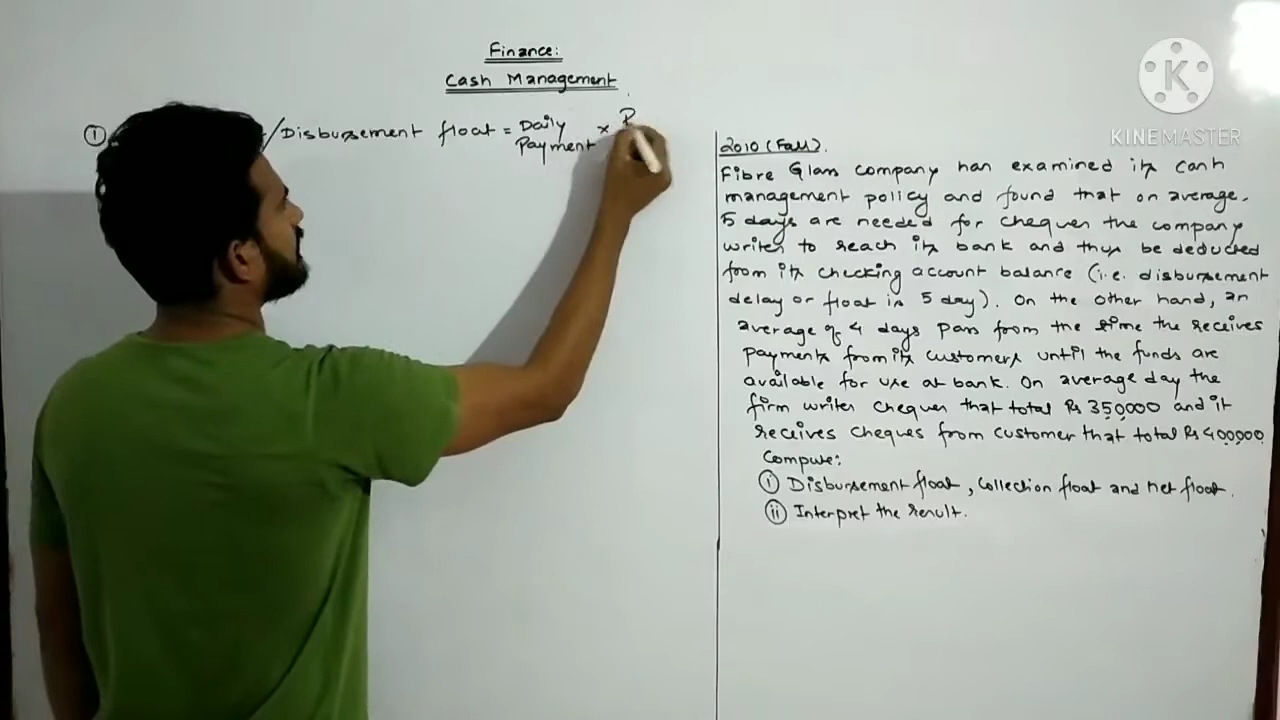 Finance:
Cash Management
① /Disbursement float = Daily Payment ×
2010 (Fall).
Fibre Glass company has examined its cash
management policy and found that on average,
5 days are needed for cheques the company
writes to reach its bank and thus be deducted
from its checking account balance (i.e. disbursement
delay or float is 5 day). On the other hand, an
average of 4 days pass from the time the receives
payments from its customers until the funds are
available for use at bank. On average day the
firm writes cheques that total Rs 350000 and it
receives cheques from customer that total Rs 400000
Compute:
ⓘ Disbursement float, Collection float and Net float.
ⓘⓘ Interpret the result.
KINEMASTER